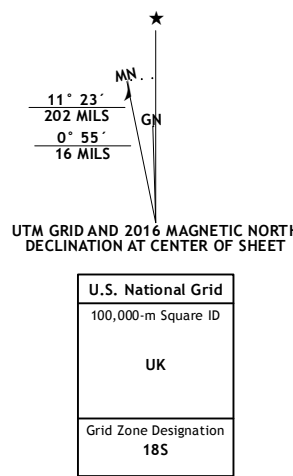 ★
MN
GN
11° 23´
202 MILS
0° 55´
16 MILS
UTM GRID AND 2016 MAGNETIC NORTH
DECLINATION AT CENTER OF SHEET
U.S. National Grid
100,000-m Square ID
UK
Grid Zone Designation
18S